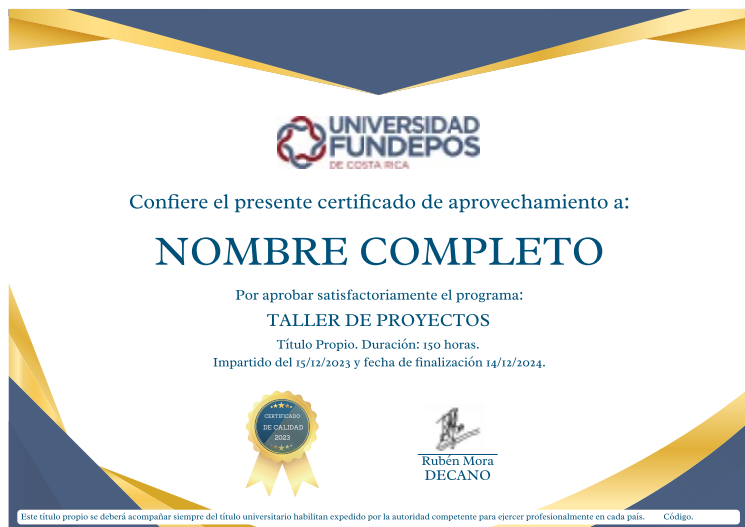 UNIVERSIDAD
FUNDEPOS
DE COSTA RICA
Confiere el presente certificado de aprovechamiento a:
NOMBRE COMPLETO
Por aprobar satisfactoriamente el programa:
TALLER DE PROYECTOS
Título Propio. Duración: 150 horas.
Impartido del 15/12/2023 y fecha de finalización 14/12/2024.
CERTIFICADO
DE CALIDAD
2023
Rubén Mora
DECANO
Este título propio se deberá acompañar siempre del título universitario habilitan expedido por la autoridad competente para ejercer profesionalmente en cada país. Código.